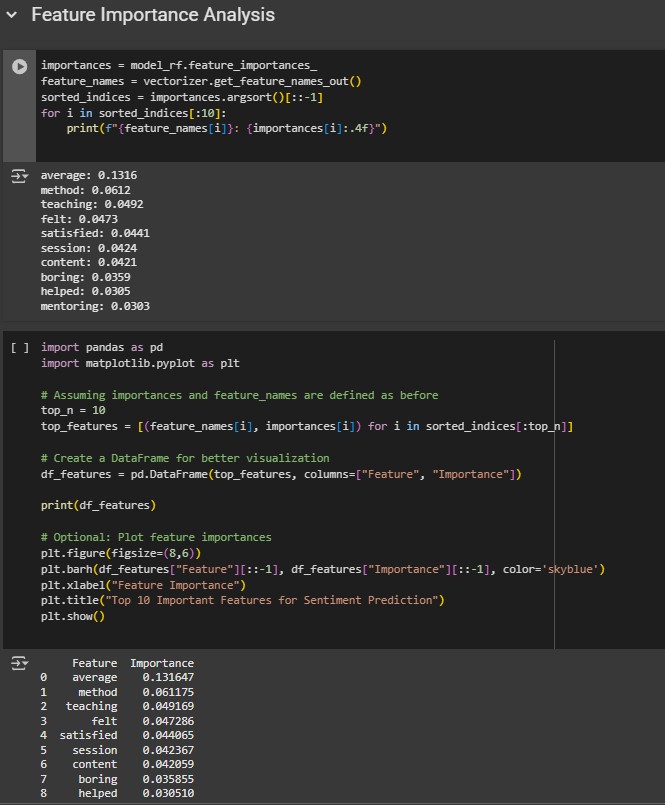 Feature Importance Analysis
importances = model_rf.feature_importances_
feature_names = vectorizer.get_feature_names_out()
sorted_indices = importances.argsort()[::-1]
for i in sorted_indices[:10]:
    print(f"{feature_names[i]}: {importances[i]:.4f}")
average: 0.1316
method: 0.0612
teaching: 0.0492
felt: 0.0473
satisfied: 0.0441
session: 0.0424
content: 0.0421
boring: 0.0359
helped: 0.0305
mentoring: 0.0303
[ ] import pandas as pd
import matplotlib.pyplot as plt
# Assuming importances and feature_names are defined as before
top_n = 10
top_features = [(feature_names[i], importances[i]) for i in sorted_indices[:top_n]]
# Create a DataFrame for better visualization
df_features = pd.DataFrame(top_features, columns=["Feature", "Importance"])
print(df_features)
# Optional: Plot feature importances
plt.figure(figsize=(8,6))
plt.barh(df_features["Feature"][::-1], df_features["Importance"][::-1], color='skyblue')
plt.xlabel("Feature Importance")
plt.title("Top 10 Important Features for Sentiment Prediction")
plt.show()
Feature Importance
0 average 0.131647
1 method 0.061175
2 teaching 0.049169
3 felt 0.047286
4 satisfied 0.044065
5 session 0.042367
6 content 0.042059
7 boring 0.035855
8 helped 0.030510